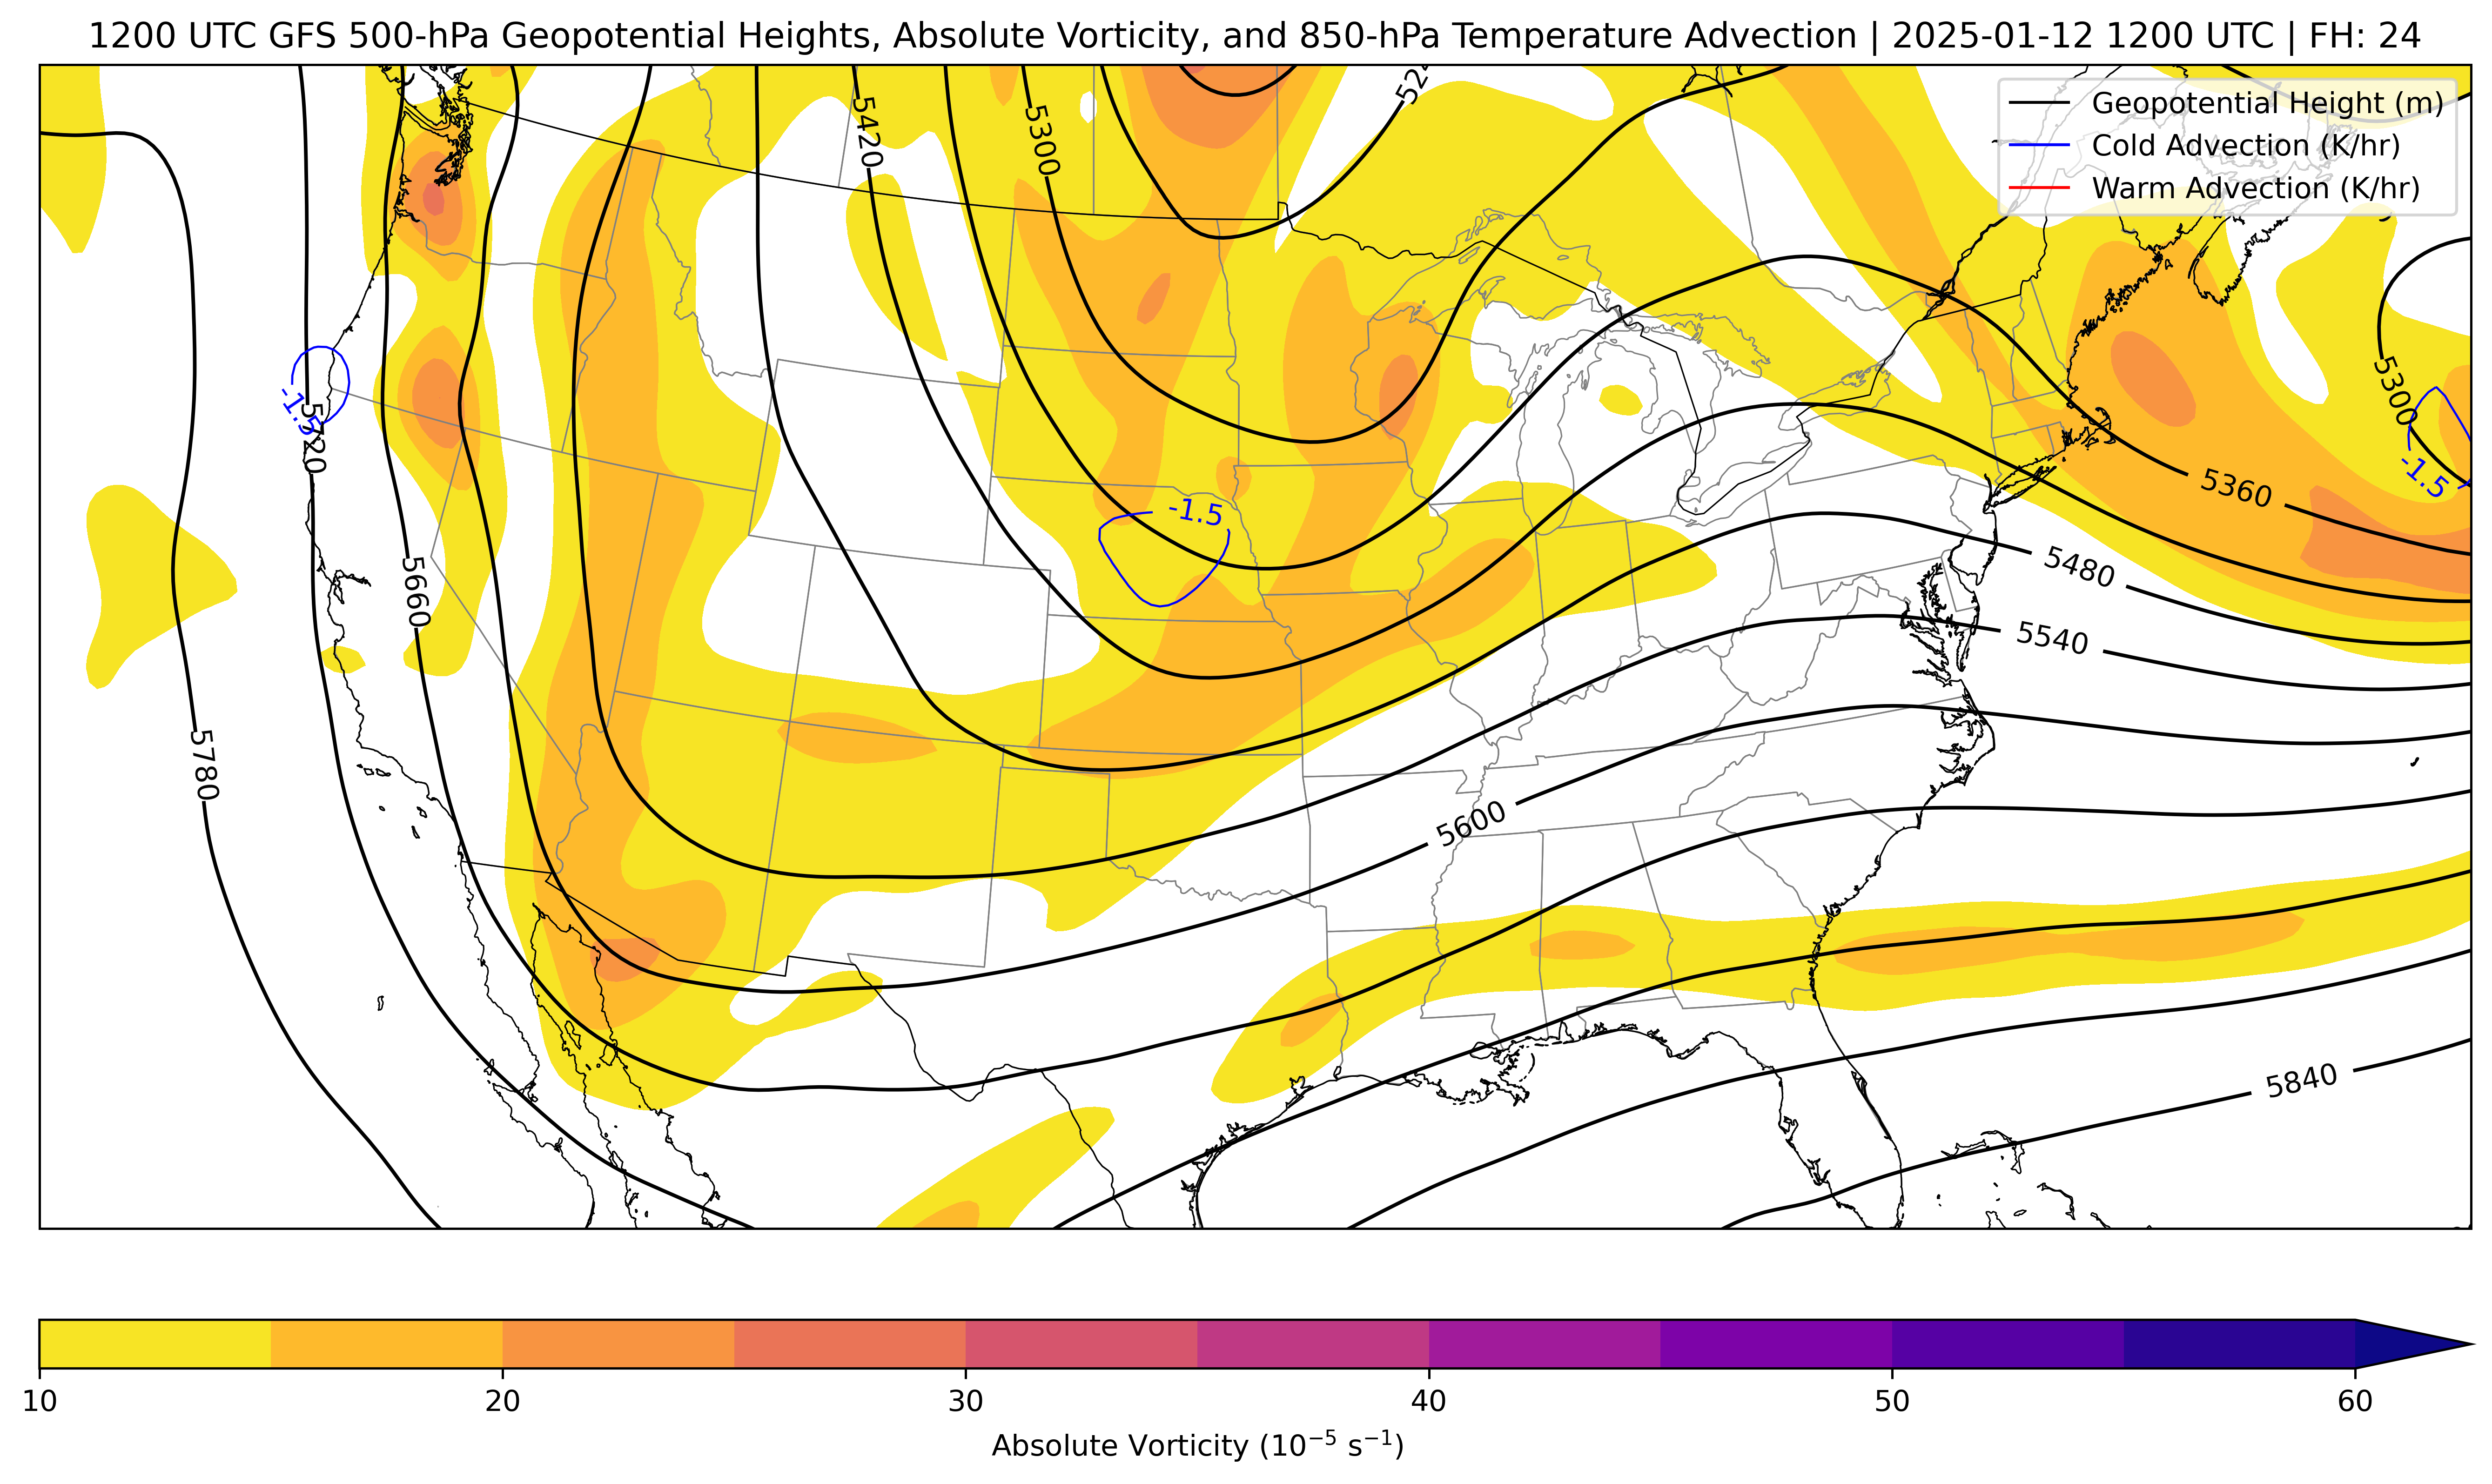 1200 UTC GFS 500-hPa Geopotential Heights, Absolute Vorticity, and 850-hPa Temperature Advection | 2025-01-12 1200 UTC | FH: 24
Geopotential Height (m)
Cold Advection (K/hr)
Warm Advection (K/hr)
5420
5300
-1.5
5720
5300
-1.5
-1.5
5360
5660
5480
5540
5780
5600
5840
10 20 30 40 50 60
Absolute Vorticity (10⁻⁵ s⁻¹)